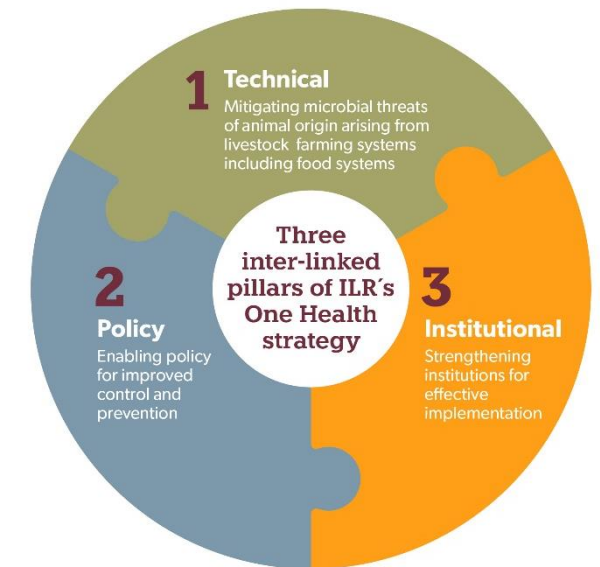 1
Technical
Mitigating microbial threats
of animal origin arising from
livestock farming systems
including food systems
Three
inter-linked
pillars of ILR´s
One Health
strategy
2
Policy
Enabling policy
for improved
control and
prevention
3
Institutional
Strengthening
institutions for
effective
implementation